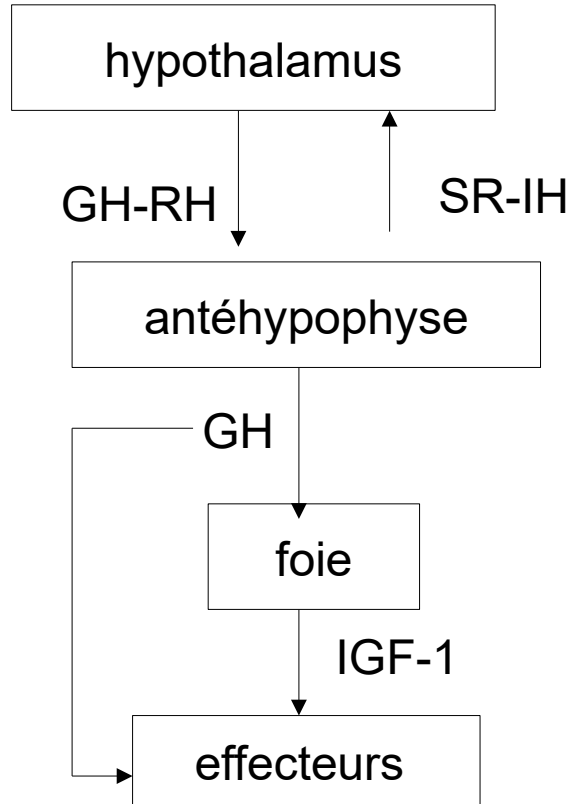 hypothalamus
GH-RH
SR-IH
antéhypophyse
GH
foie
IGF-1
effecteurs